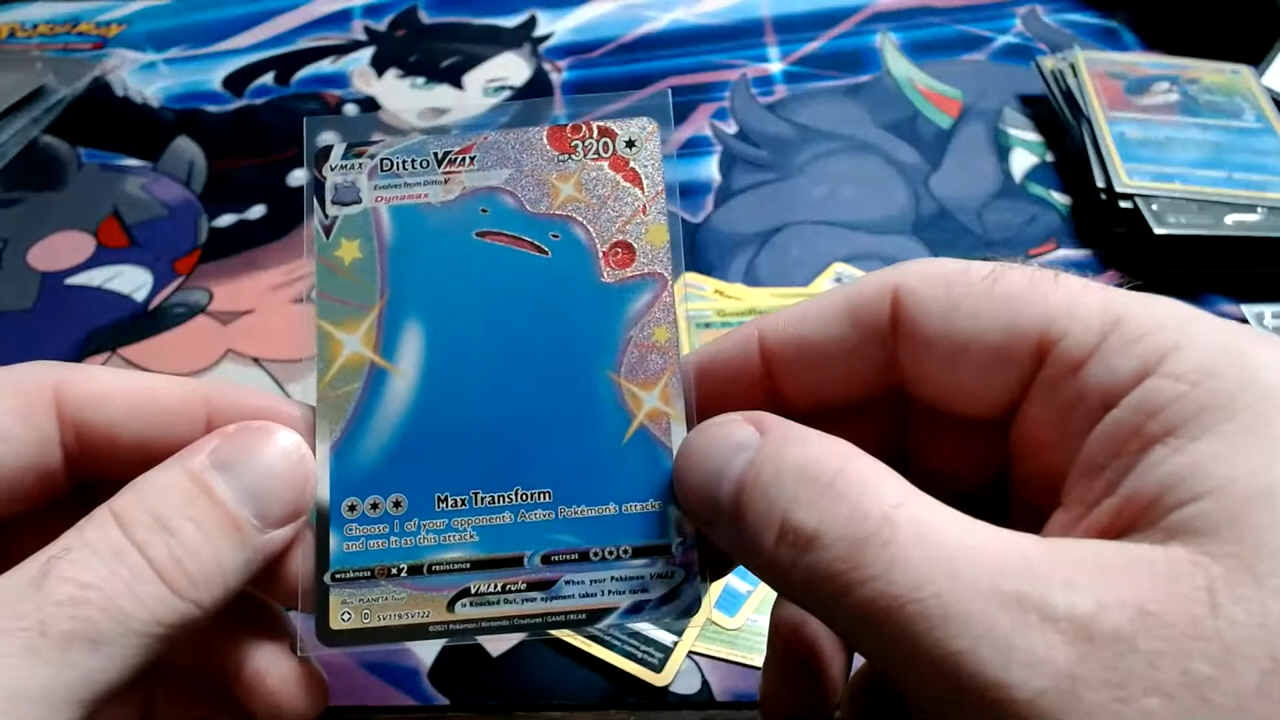 POKÉMON
VMAX
Ditto VMAX
HP 320
Evolves from Ditto V
Dynamax
Gossifleur
Max Transform
Choose 1 of your opponent's Active Pokémon's attacks
and use it as this attack.
weakness ×2 resistance retreat
VMAX rule When your Pokémon VMAX
is Knocked Out, your opponent takes 3 Prize cards.
Illus. PLANETA Tsuji
D SV119/SV122
©2021 Pokémon / Nintendo / Creatures / GAME FREAK